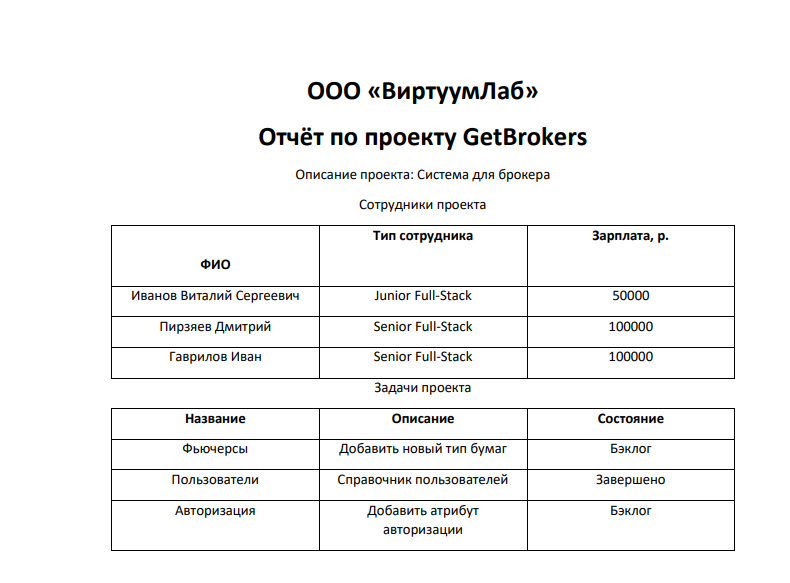 ООО «ВиртуумЛаб»
Отчёт по проекту GetBrokers
Описание проекта: Система для брокера
Сотрудники проекта
ФИО Тип сотрудника Зарплата, р.
Иванов Виталий Сергеевич Junior Full-Stack 50000
Пирзяев Дмитрий Senior Full-Stack 100000
Гаврилов Иван Senior Full-Stack 100000
Задачи проекта
Название Описание Состояние
Фьючерсы Добавить новый тип бумаг Бэклог
Пользователи Справочник пользователей Завершено
Авторизация Добавить атрибут Бэклог
авторизации